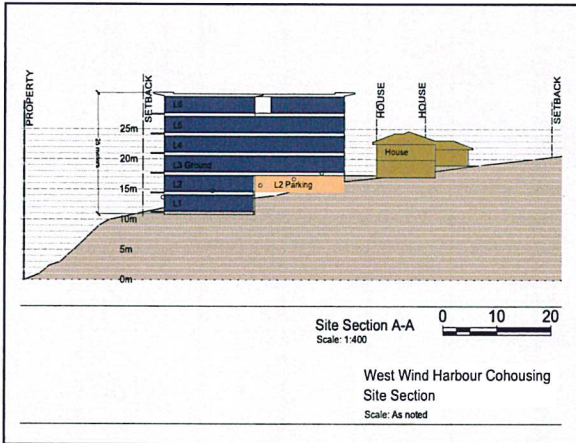 PROPERTY
SETBACK
HOUSE
HOUSE
SETBACK
25m
20m
15m
10m
5m
0m
L6
L5
L4
L3 Ground
L2
L2 Parking
L1
House
Site Section A-A
Scale: 1:400
0 10 20
West Wind Harbour Cohousing
Site Section
Scale: As noted